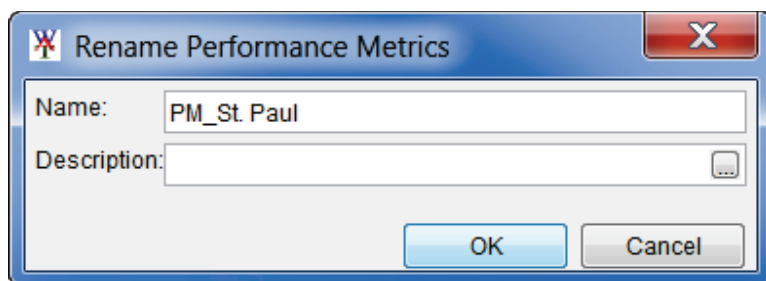 Rename Performance Metrics
Name: PM_St. Paul
Description: ...
OK Cancel